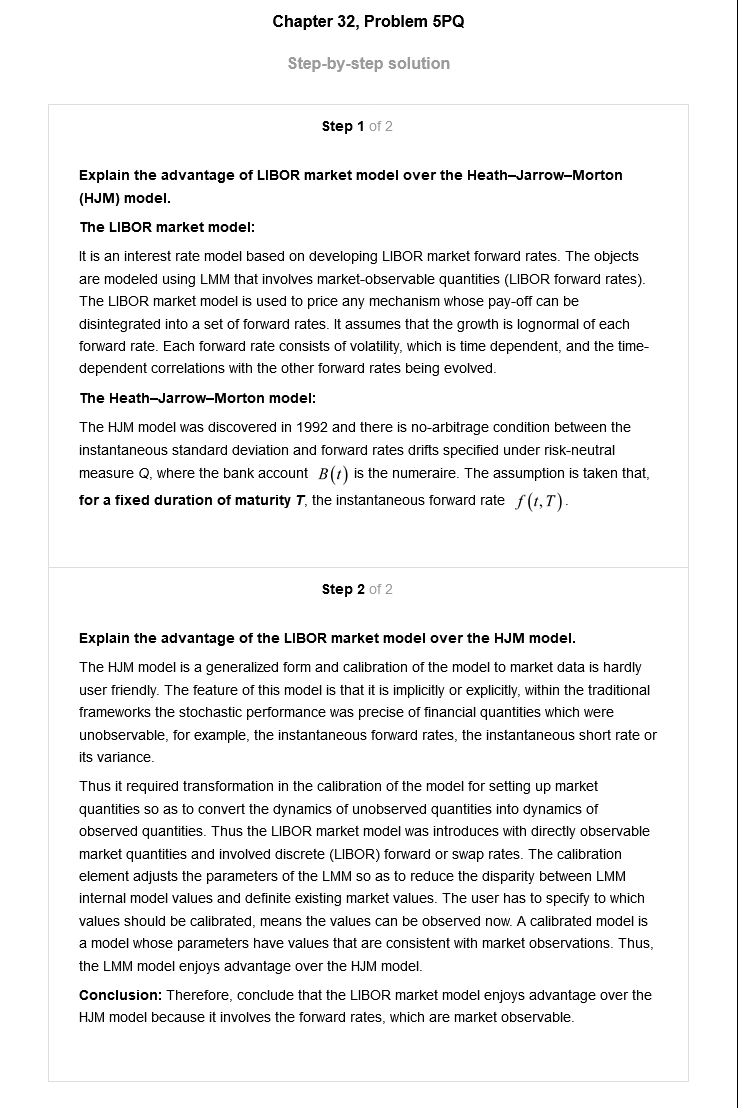 Chapter 32, Problem 5PQ
Step-by-step solution
Step 1 of 2
Explain the advantage of LIBOR market model over the Heath–Jarrow–Morton
(HJM) model.
The LIBOR market model:
It is an interest rate model based on developing LIBOR market forward rates. The objects
are modeled using LMM that involves market-observable quantities (LIBOR forward rates).
The LIBOR market model is used to price any mechanism whose pay-off can be
disintegrated into a set of forward rates. It assumes that the growth is lognormal of each
forward rate. Each forward rate consists of volatility, which is time dependent, and the time-
dependent correlations with the other forward rates being evolved.
The Heath–Jarrow–Morton model:
The HJM model was discovered in 1992 and there is no-arbitrage condition between the
instantaneous standard deviation and forward rates drifts specified under risk-neutral
measure Q, where the bank account B(t) is the numeraire. The assumption is taken that,
for a fixed duration of maturity T, the instantaneous forward rate f(t,T).
Step 2 of 2
Explain the advantage of the LIBOR market model over the HJM model.
The HJM model is a generalized form and calibration of the model to market data is hardly
user friendly. The feature of this model is that it is implicitly or explicitly, within the traditional
frameworks the stochastic performance was precise of financial quantities which were
unobservable, for example, the instantaneous forward rates, the instantaneous short rate or
its variance.
Thus it required transformation in the calibration of the model for setting up market
quantities so as to convert the dynamics of unobserved quantities into dynamics of
observed quantities. Thus the LIBOR market model was introduces with directly observable
market quantities and involved discrete (LIBOR) forward or swap rates. The calibration
element adjusts the parameters of the LMM so as to reduce the disparity between LMM
internal model values and definite existing market values. The user has to specify to which
values should be calibrated, means the values can be observed now. A calibrated model is
a model whose parameters have values that are consistent with market observations. Thus,
the LMM model enjoys advantage over the HJM model.
Conclusion: Therefore, conclude that the LIBOR market model enjoys advantage over the
HJM model because it involves the forward rates, which are market observable.